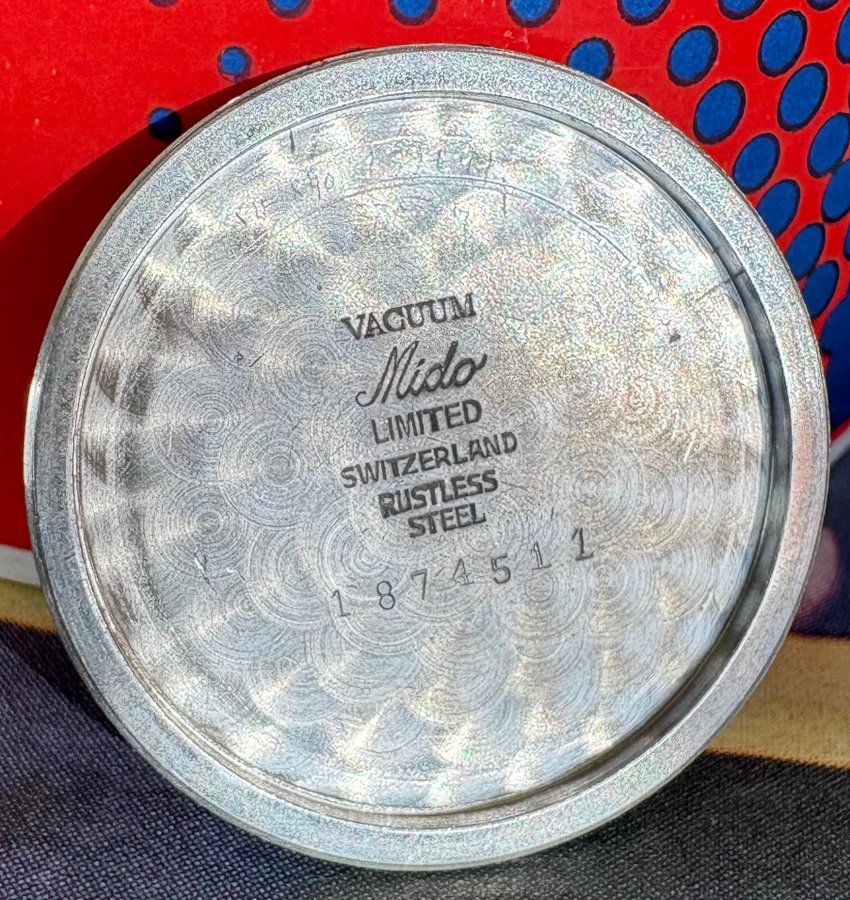 VACUUM
Mido
LIMITED
SWITZERLAND
RUSTLESS
STEEL
1874511